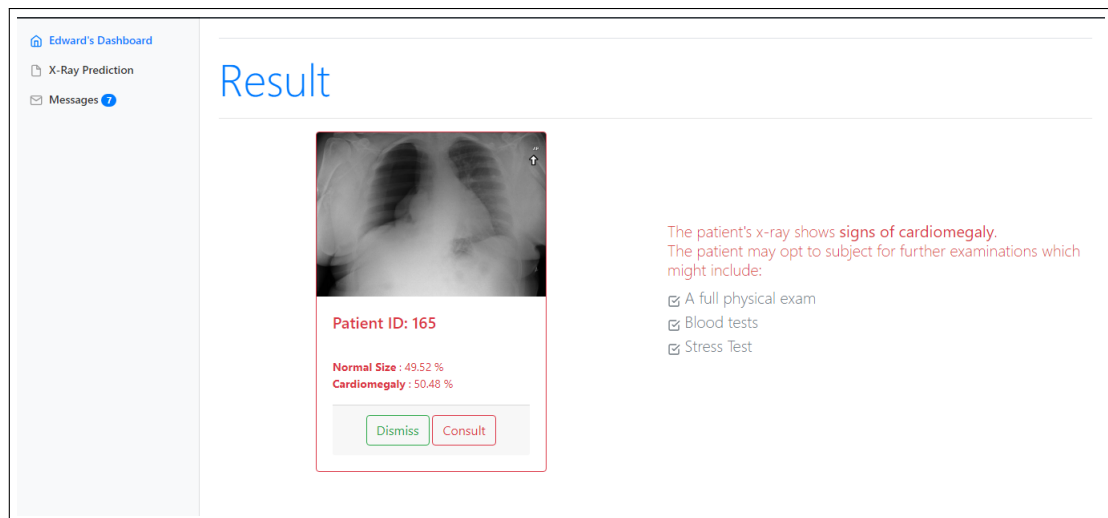 Edward's Dashboard
X-Ray Prediction
Messages 7
Result
Patient ID: 165
Normal Size : 49.52 %
Cardiomegaly : 50.48 %
Dismiss Consult
The patient's x-ray shows signs of cardiomegaly.
The patient may opt to subject for further examinations which
might include:
A full physical exam
Blood tests
Stress Test